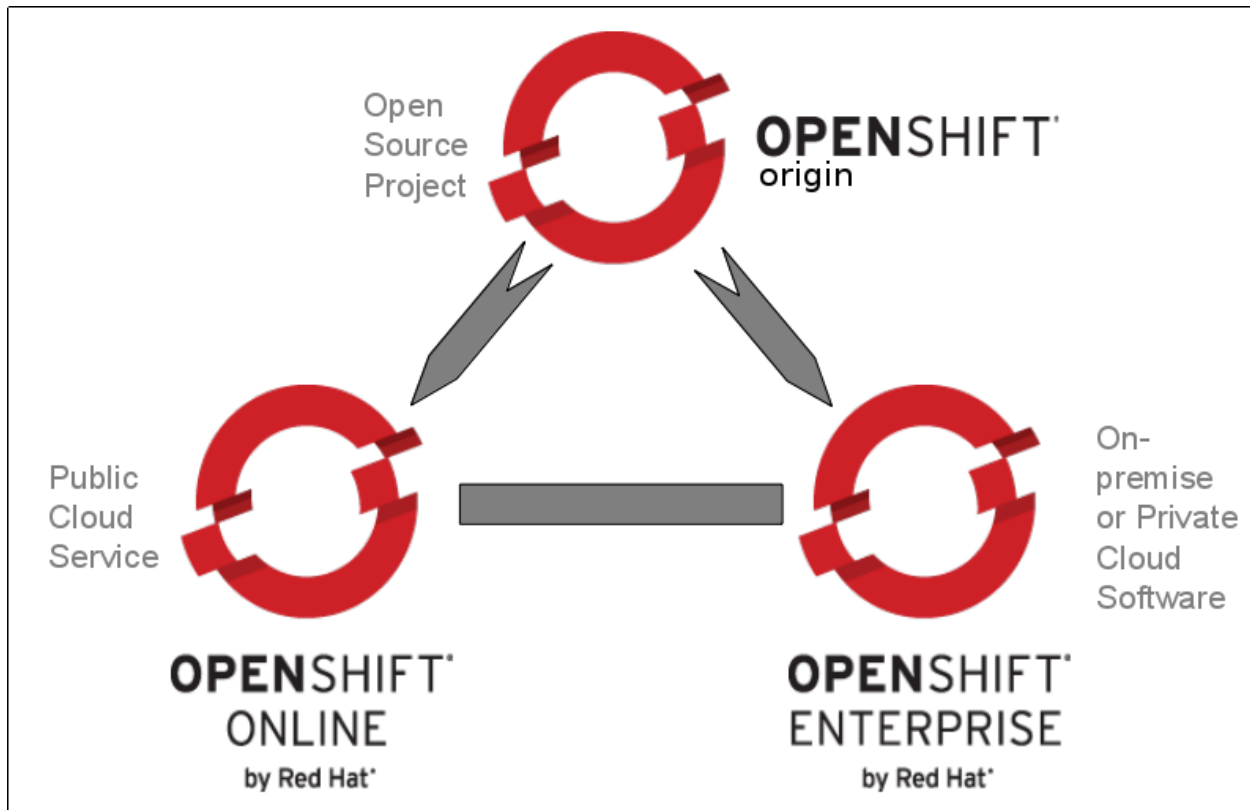 Open
Source
Project
OPENSHIFT
origin
Public
Cloud
Service
On-
premise
or Private
Cloud
Software
OPENSHIFT
ONLINE
by Red Hat
OPENSHIFT
ENTERPRISE
by Red Hat